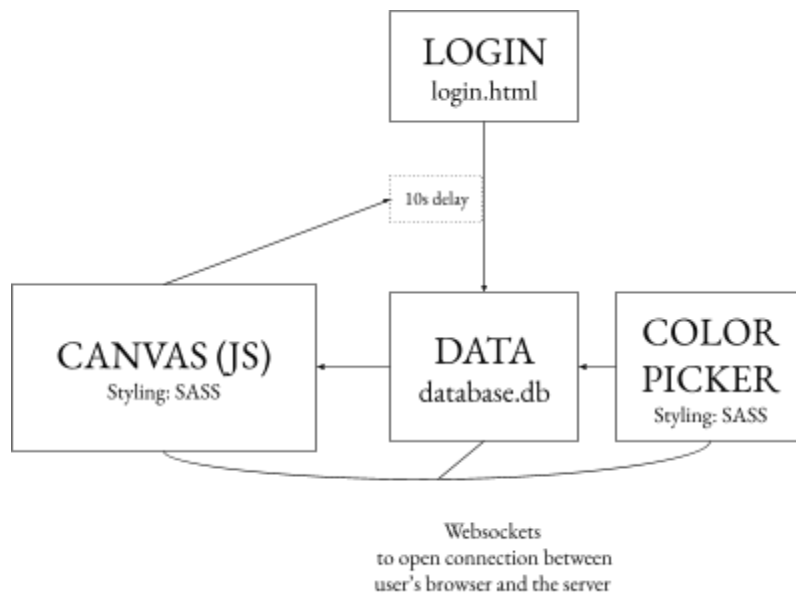 LOGIN
login.html
10s delay
CANVAS (JS)
Styling: SASS
DATA
database.db
COLOR
PICKER
Styling: SASS
Websockets
to open connection between
user's browser and the server